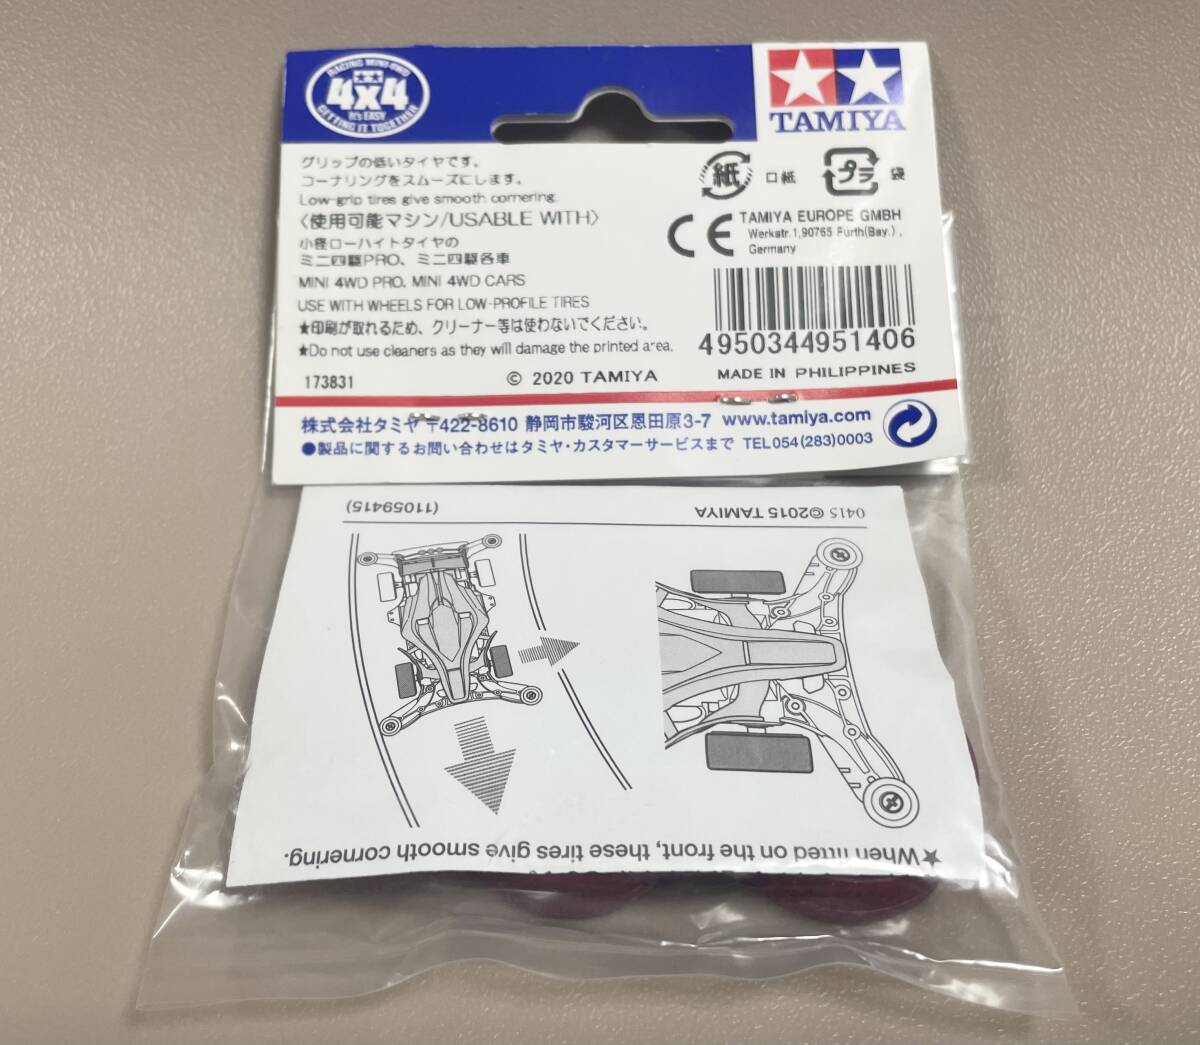 RACING MINI 4WD
4x4
It's EASY
GETTING IT TOGETHER
TAMIYA
グリップの低いタイヤです。
コーナリングをスムーズにします。
Low-grip tires give smooth cornering.
〈使用可能マシン/USABLE WITH〉
小径ローハイトタイヤの
ミニ四駆PRO、ミニ四駆各車
MINI 4WD PRO, MINI 4WD CARS
USE WITH WHEELS FOR LOW-PROFILE TIRES
★印刷が取れるため、クリーナー等は使わないでください。
★Do not use cleaners as they will damage the printed area.
173831
© 2020 TAMIYA
紙 口紙 プラ 袋
CE TAMIYA EUROPE GMBH
Werkstr.1,90765 Fürth(Bay.),
Germany
4950344951406
MADE IN PHILIPPINES
株式会社タミヤ 〒422-8610 静岡市駿河区恩田原3-7 www.tamiya.com
●製品に関するお問い合わせはタミヤ・カスタマーサービスまで TEL054(283)0003
0415 ©2015 TAMIYA
(11059415)
★When fitted on the front, these tires give smooth cornering.